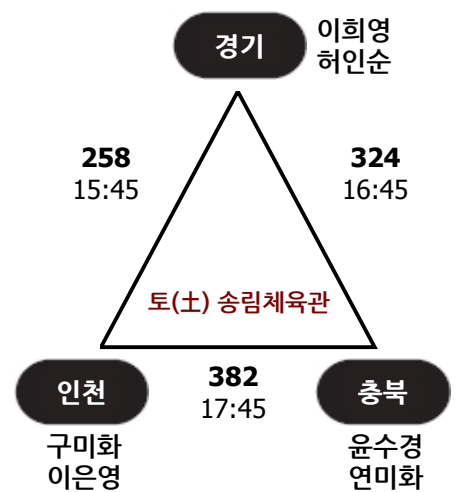 경기
이희영
허인순
258
15:45
324
16:45
토(土) 송림체육관
382
17:45
인천
구미화
이은영
충북
윤수경
연미화